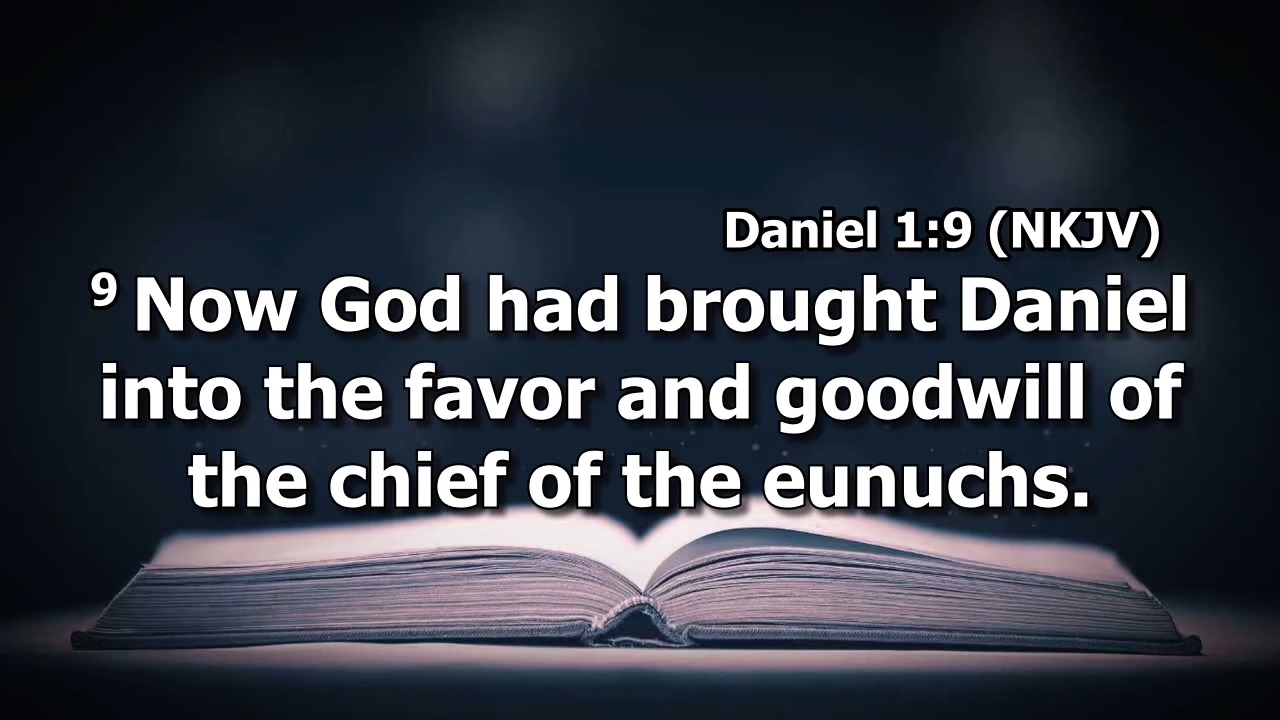 Daniel 1:9 (NKJV)
9 Now God had brought Daniel
into the favor and goodwill of
the chief of the eunuchs.